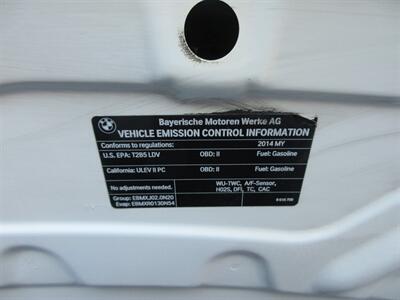 Bayerische Motoren Werke AG
VEHICLE EMISSION CONTROL INFORMATION
Conforms to regulations: 2014 MY
U.S. EPA: T2B5 LDV OBD: II Fuel: Gasoline
California: ULEV II PC OBD: II Fuel: Gasoline
No adjustments needed. WU-TWC, A/F-Sensor,
HO2S, DFI, TC, CAC
Group: EBMXJ02.0N20
Evap: EBMXR0130N54